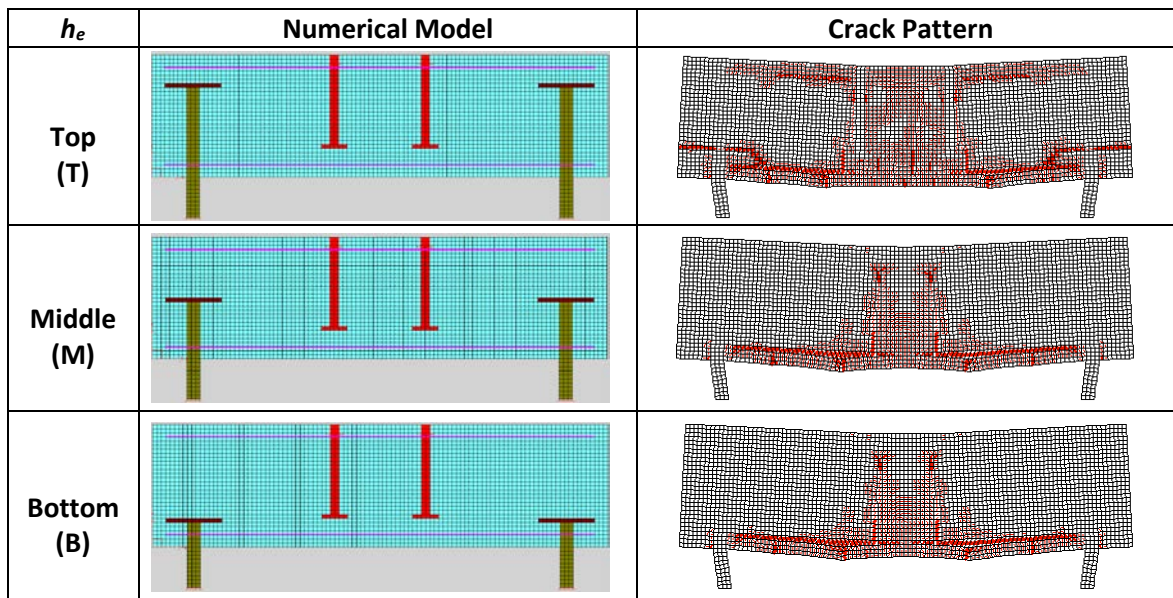 hₑ Numerical Model Crack Pattern
Top
(T)
Middle
(M)
Bottom
(B)